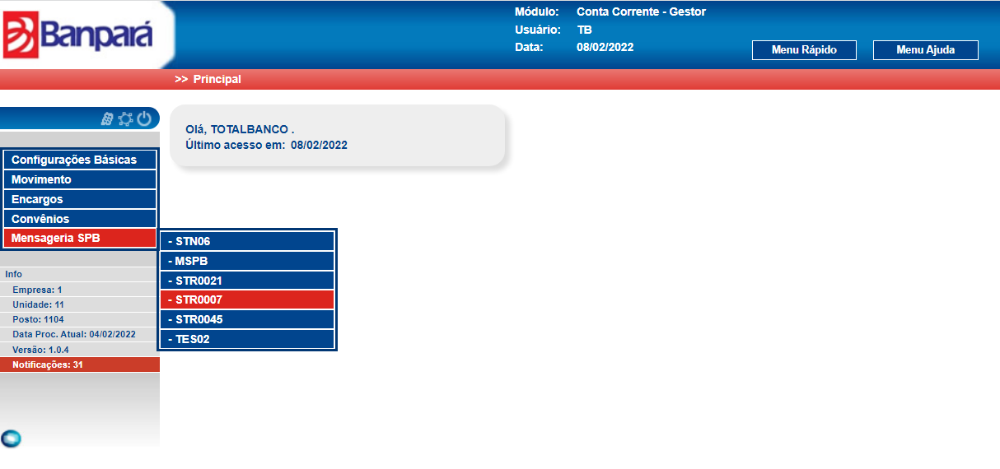 Banpará
Módulo: Conta Corrente - Gestor
Usuário: TB
Data: 08/02/2022
Menu Rápido
Menu Ajuda
>> Principal
Olá, TOTALBANCO .
Último acesso em: 08/02/2022
Configurações Básicas
Movimento
Encargos
Convênios
Mensageria SPB
- STN06
- MSPB
- STR0021
- STR0007
- STR0045
- TES02
Info
Empresa: 1
Unidade: 11
Posto: 1104
Data Proc. Atual: 04/02/2022
Versão: 1.0.4
Notificações: 31